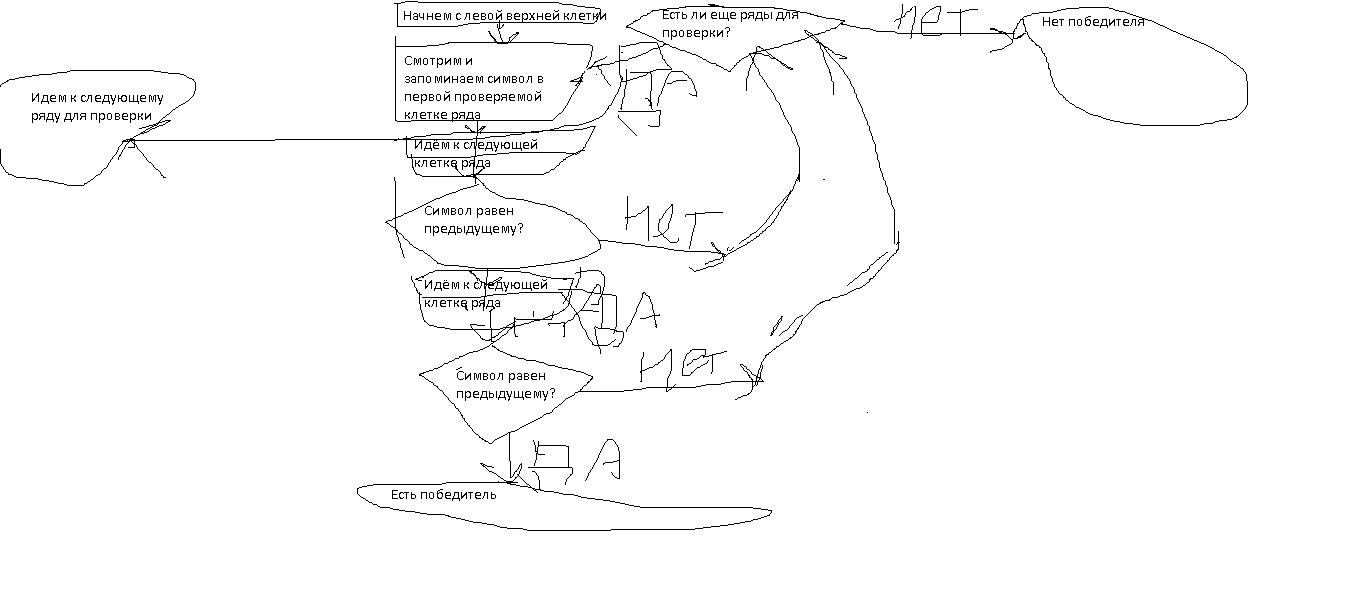 Начнем с левой верхней клетки
Есть ли еще ряды для
проверки?
нет
Нет победителя
Смотрим и
запоминаем символ в
первой проверяемой
клетке ряда
да
Идем к следующему
ряду для проверки
Идём к следующей
клетке ряда
Символ равен
предыдущему?
нет
Идём к следующей
клетке ряда
да
Символ равен
предыдущему?
нет
да
Есть победитель